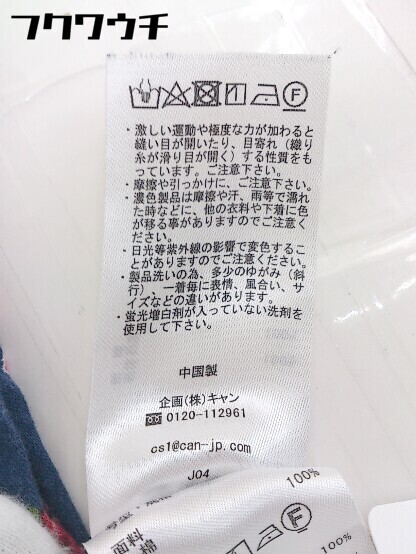 フクワウチ
F
・激しい運動や極度な力が加わると
縫い目が開いたり、目寄れ(織り
糸が滑り目が開く)する性質をも
っています。ご注意下さい。
・摩擦や引っかけに、ご注意下さい。
・濃色製品は摩擦や汗、雨等で濡れ
た時などに、他の衣料や下着に色
が移る事がありますのでご注意く
ださい。
・日光等紫外線の影響で変色するこ
とがありますのでご注意ください。
・製品洗いの為、多少のゆがみ(斜
行)、一着毎に表情、風合い、サ
イズなどの違いがあります。
・蛍光増白剤が入っていない洗剤を
使用して下さい。
中国製
企画(株)キャン
0120-112961
cs1@can-jp.com
J04
100%
100%
綿
F